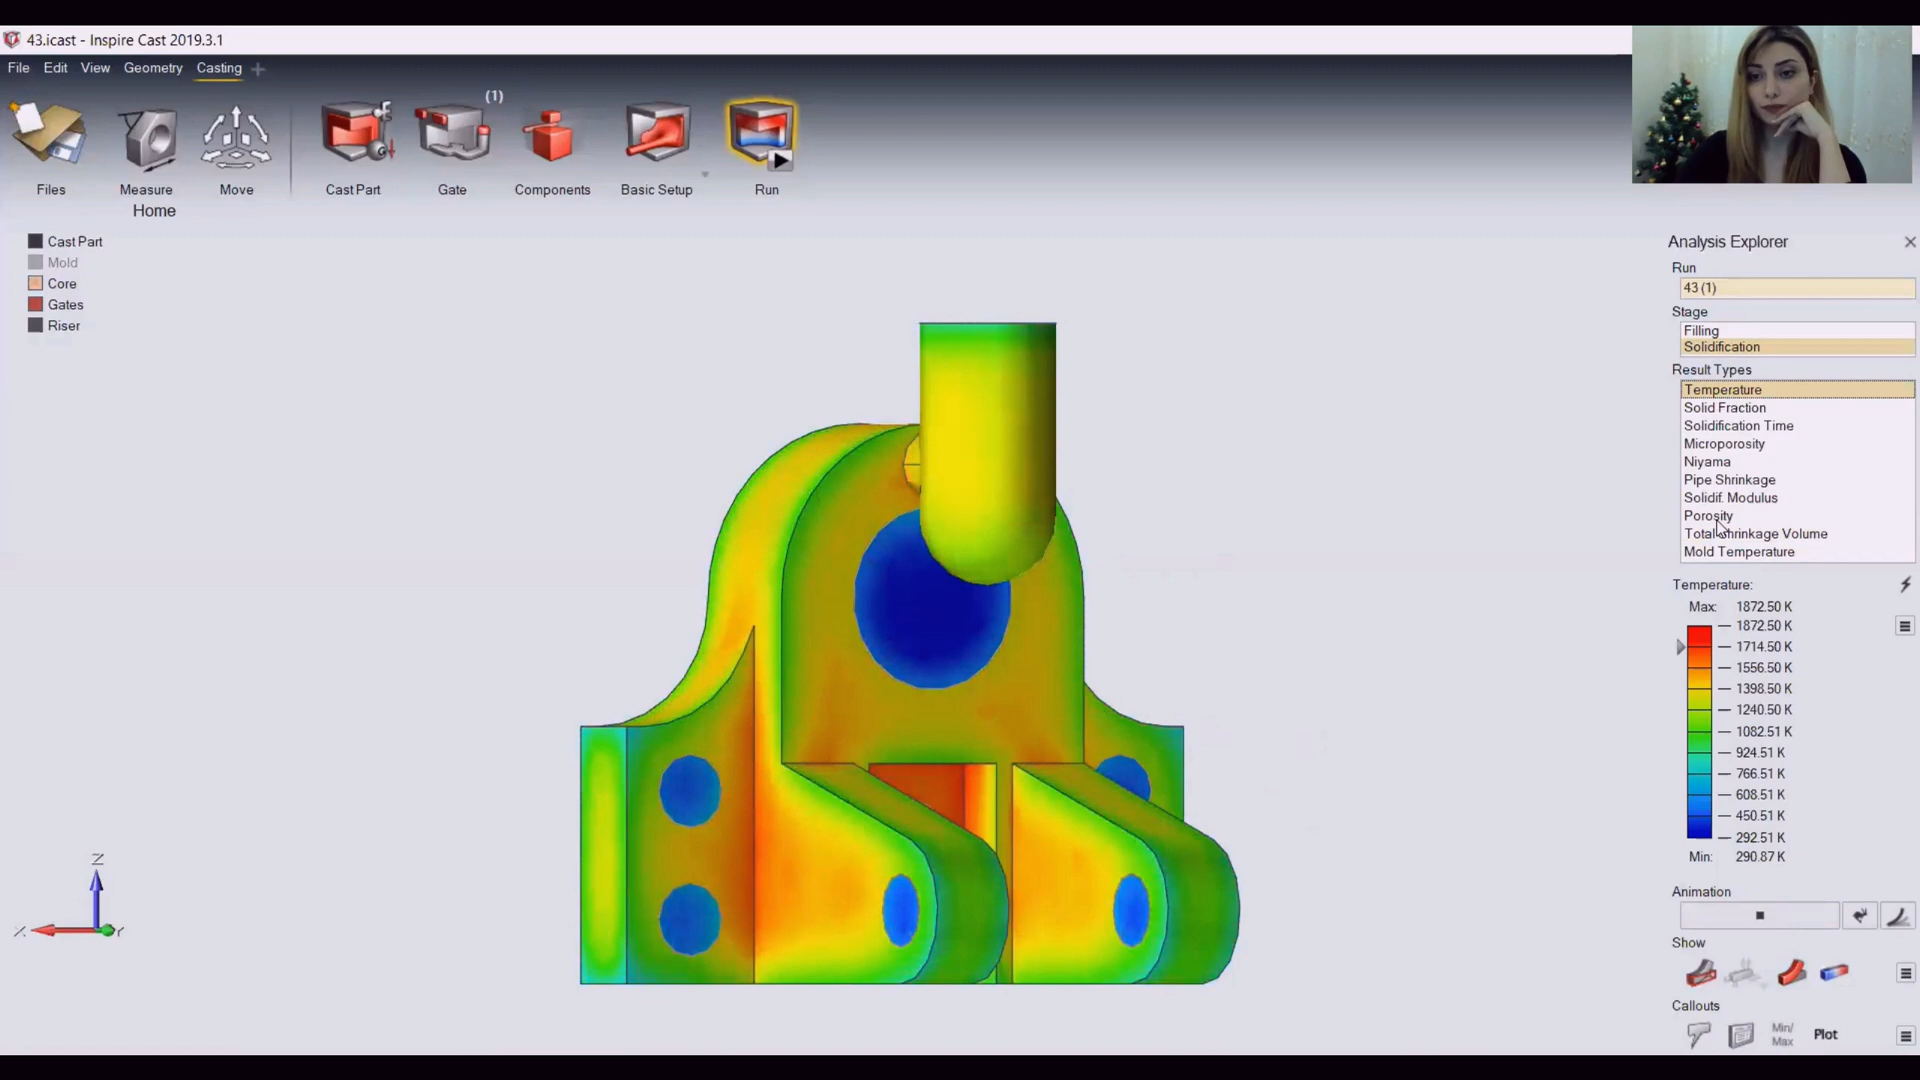 43.icast - Inspire Cast 2019.3.1
File Edit View Geometry Casting
(1)
Files Measure Move Cast Part Gate Components Basic Setup Run
Home
Cast Part
Mold
Core
Gates
Riser
Analysis Explorer
Run
43 (1)
Stage
Filling
Solidification
Result Types
Temperature
Solid Fraction
Solidification Time
Microporosity
Niyama
Pipe Shrinkage
Solidif. Modulus
Porosity
Total Shrinkage Volume
Mold Temperature
Temperature:
Max: 1872.50 K
1872.50 K
1714.50 K
1556.50 K
1398.50 K
1240.50 K
1082.51 K
924.51 K
766.51 K
608.51 K
450.51 K
292.51 K
Min: 290.87 K
Animation
Show
Callouts
Min/
Max
Plot
Z
X
Y